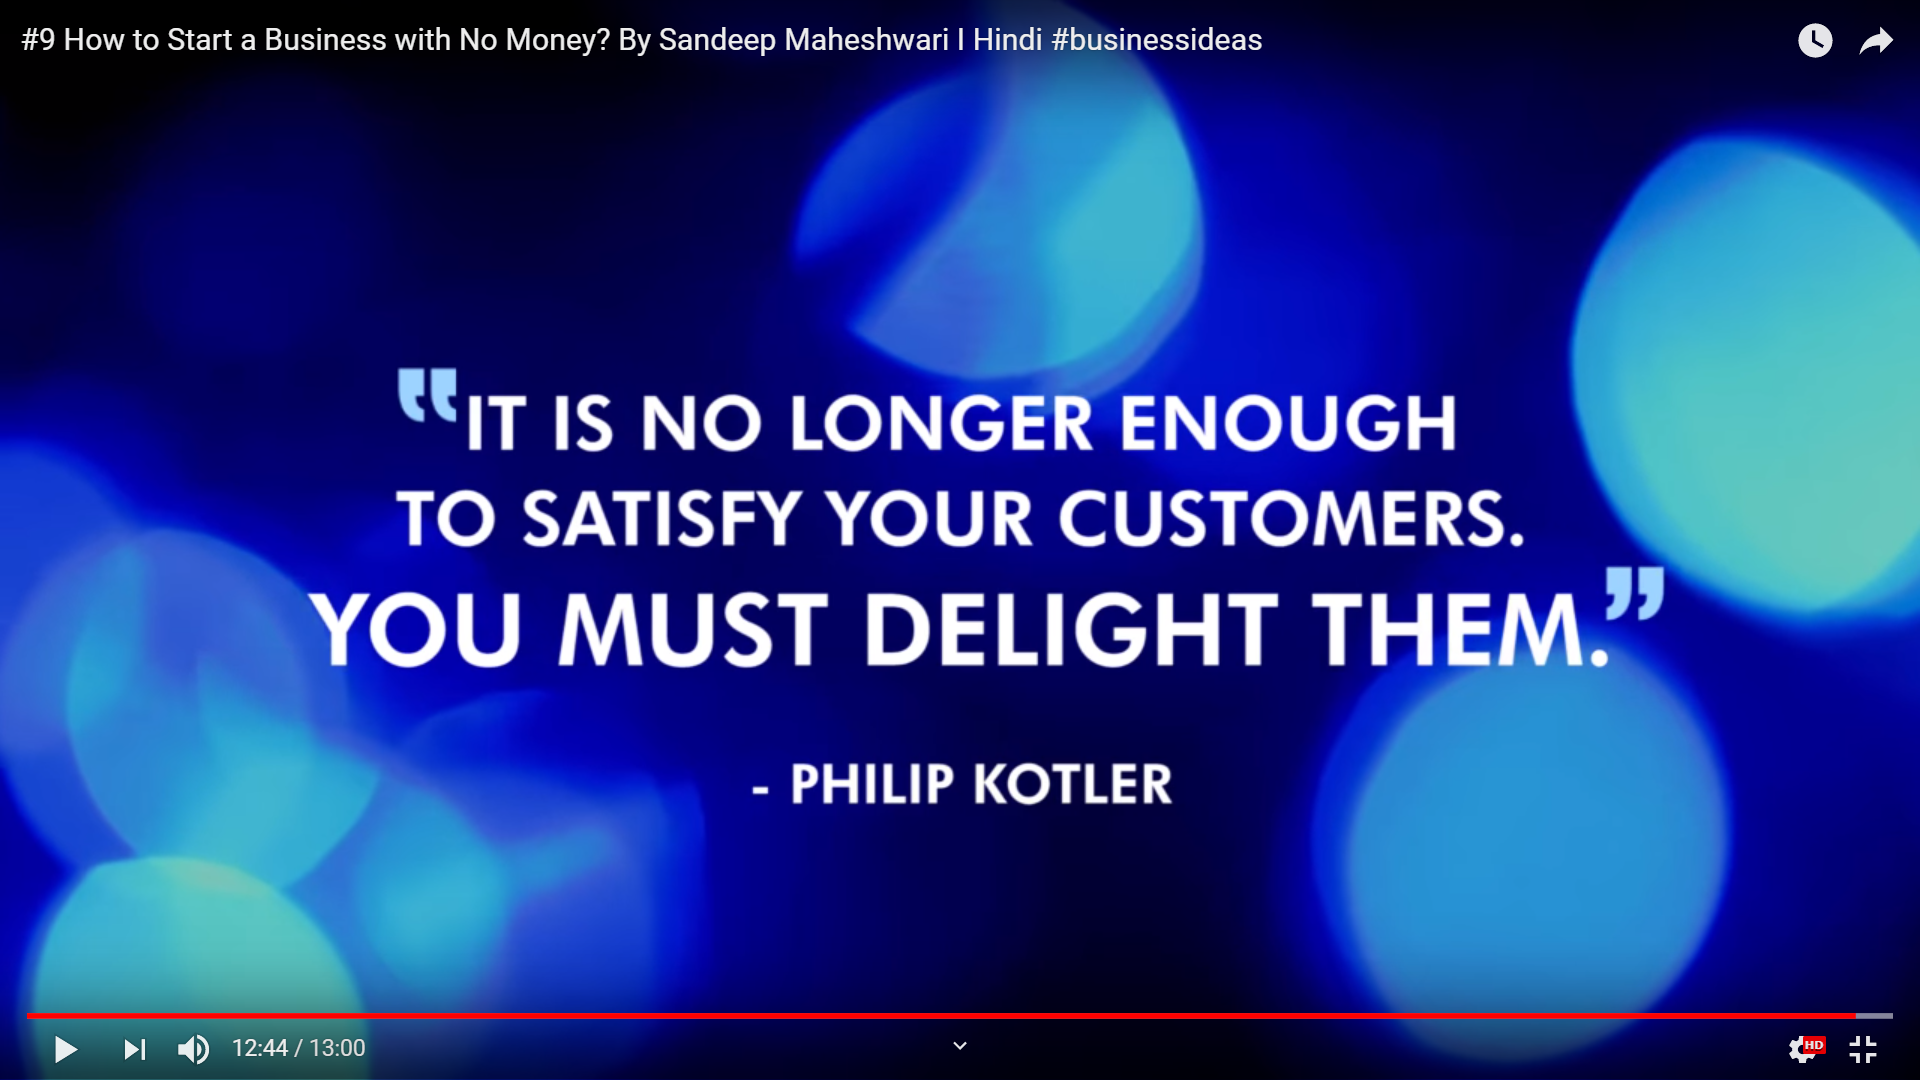 #9 How to Start a Business with No Money? By Sandeep Maheshwari I Hindi #businessideas
“IT IS NO LONGER ENOUGH
TO SATISFY YOUR CUSTOMERS.
YOU MUST DELIGHT THEM.”
- PHILIP KOTLER
12:44 / 13:00
HD